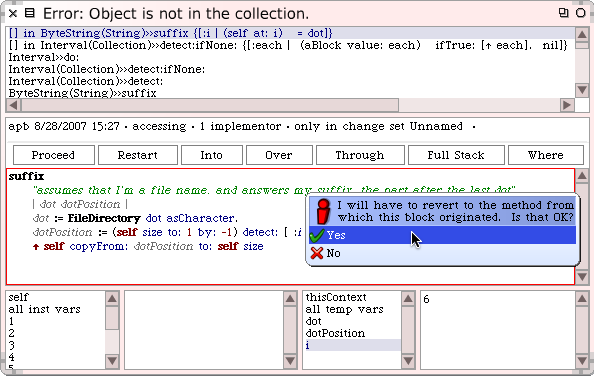 Error: Object is not in the collection.
[] in ByteString(String)>>suffix {[:i | (self at: i)  = dot]}
[] in Interval(Collection)>>detect:ifNone: {[:each |  (aBlock value: each)  ifTrue: [↑ each].  nil]}
Interval>>do:
Interval(Collection)>>detect:ifNone:
Interval(Collection)>>detect:
ByteString(String)>>suffix
apb 8/28/2007 15:27 · accessing · 1 implementor · only in change set Unnamed  ·
Proceed Restart Into Over Through Full Stack Where
suffix
"assumes that I'm a file name, and answers my suffix, the part after the last dot"
| dot dotPosition |
dot := FileDirectory dot asCharacter.
dotPosition := (self size to: 1 by: -1) detect: [ :i
↑ self copyFrom: dotPosition to: self size
I will have to revert to the method from
which this block originated.  Is that OK?
Yes
No
self
all inst vars
1
2
3
4
5
thisContext
all temp vars
dot
dotPosition
i
6